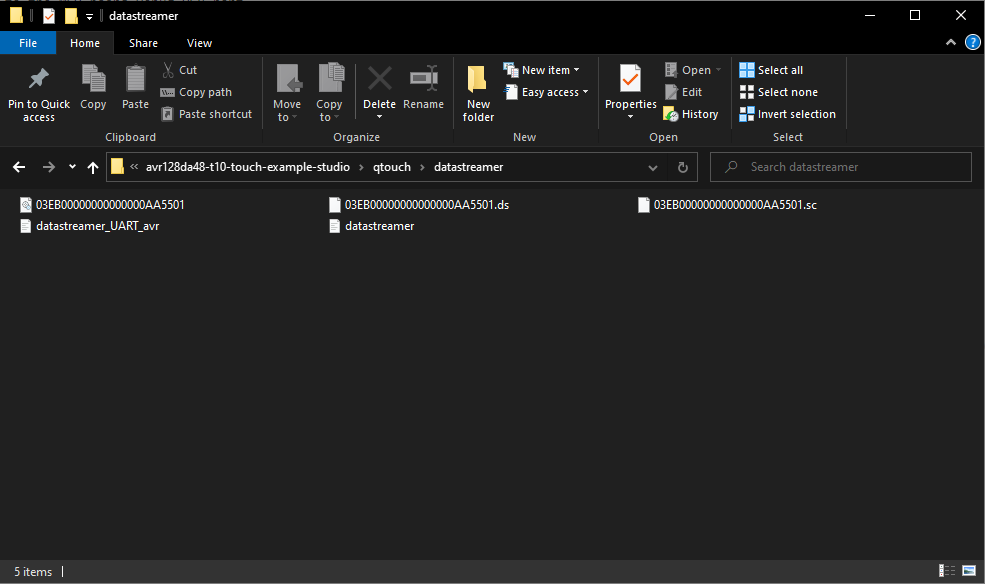 datastreamer
File Home Share View
Pin to Quick access
Copy
Paste
Cut
Copy path
Paste shortcut
Clipboard
Move to
Copy to
Delete
Rename
Organize
New folder
New item
Easy access
New
Properties
Open
Edit
History
Open
Select all
Select none
Invert selection
Select
« avr128da48-t10-touch-example-studio › qtouch › datastreamer
Search datastreamer
03EB00000000000000AA5501 03EB00000000000000AA5501.ds 03EB00000000000000AA5501.sc
datastreamer_UART_avr datastreamer
5 items